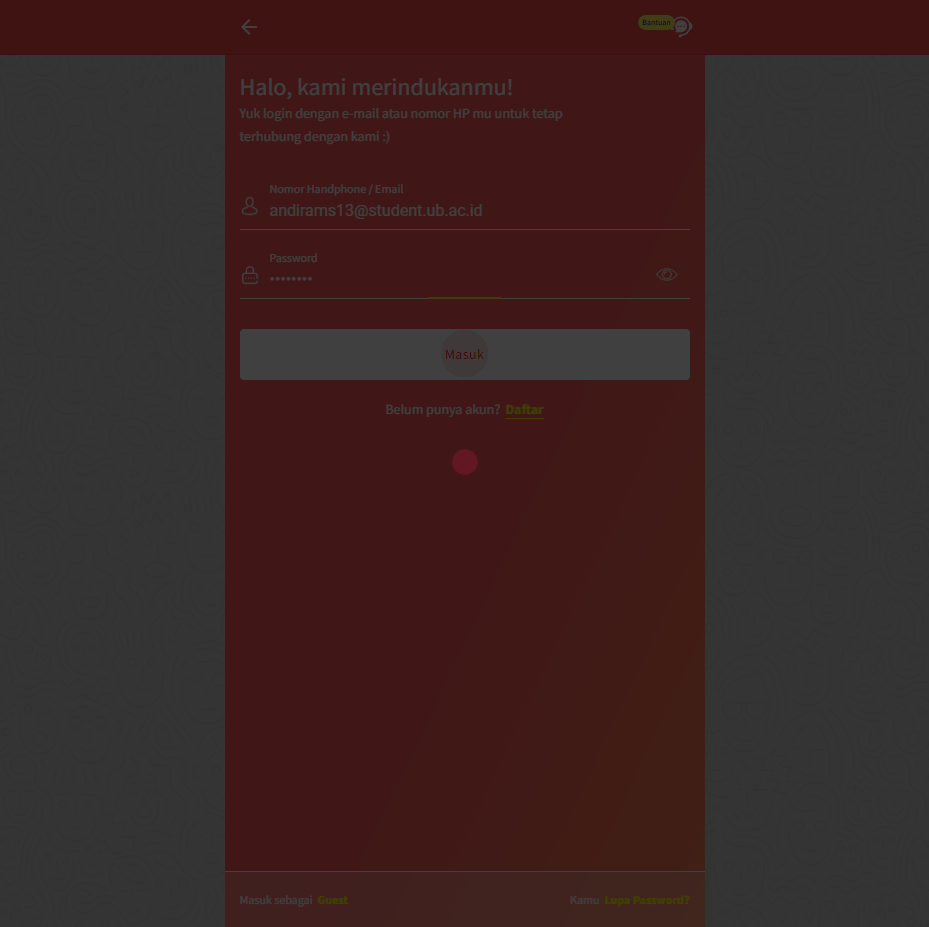 Bantuan
Halo, kami merindukanmu!
Yuk login dengan e-mail atau nomor HP mu untuk tetap
terhubung dengan kami :)
Nomor Handphone / Email
andirams13@student.ub.ac.id
Password
••••••••
Masuk
Belum punya akun? Daftar
Masuk sebagai Guest
Kamu Lupa Password?